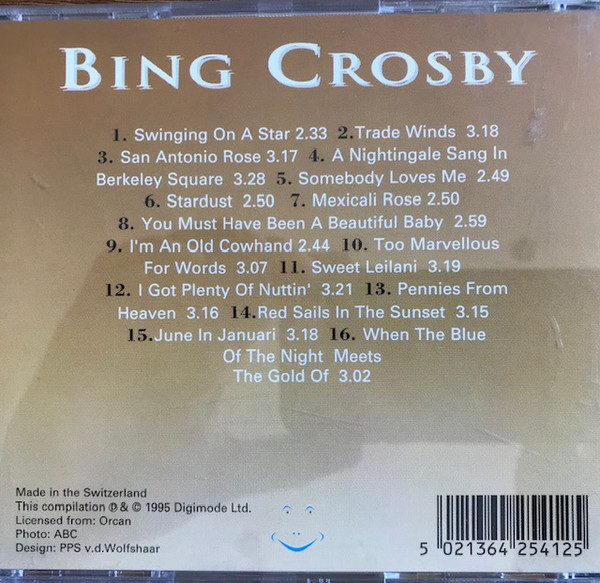 BING CROSBY
1. Swinging On A Star 2.33 2.Trade Winds 3.18
3. San Antonio Rose 3.17 4. A Nightingale Sang In
Berkeley Square 3.28 5. Somebody Loves Me 2.49
6. Stardust 2.50 7. Mexicali Rose 2.50
8. You Must Have Been A Beautiful Baby 2.59
9. I'm An Old Cowhand 2.44 10. Too Marvellous
For Words 3.07 11. Sweet Leilani 3.19
12. I Got Plenty Of Nuttin' 3.21 13. Pennies From
Heaven 3.16 14.Red Sails In The Sunset 3.15
15.June In Januari 3.18 16. When The Blue
Of The Night Meets
The Gold Of 3.02
Made in the Switzerland
This compilation ℗ & © 1995 Digimode Ltd.
Licensed from: Orcan
Photo: ABC
Design: PPS v.d.Wolfshaar
5 021364 254125